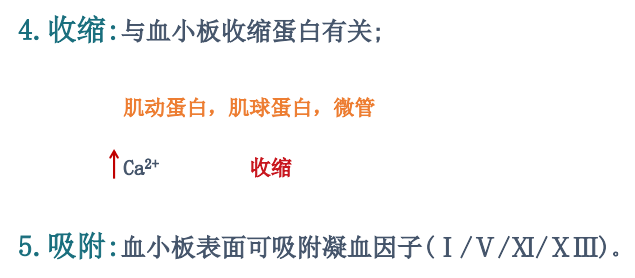 4.收缩:与血小板收缩蛋白有关;
肌动蛋白，肌球蛋白，微管
↑Ca²⁺ 收缩
5.吸附:血小板表面可吸附凝血因子(Ⅰ/Ⅴ/Ⅺ/ⅩⅢ)。